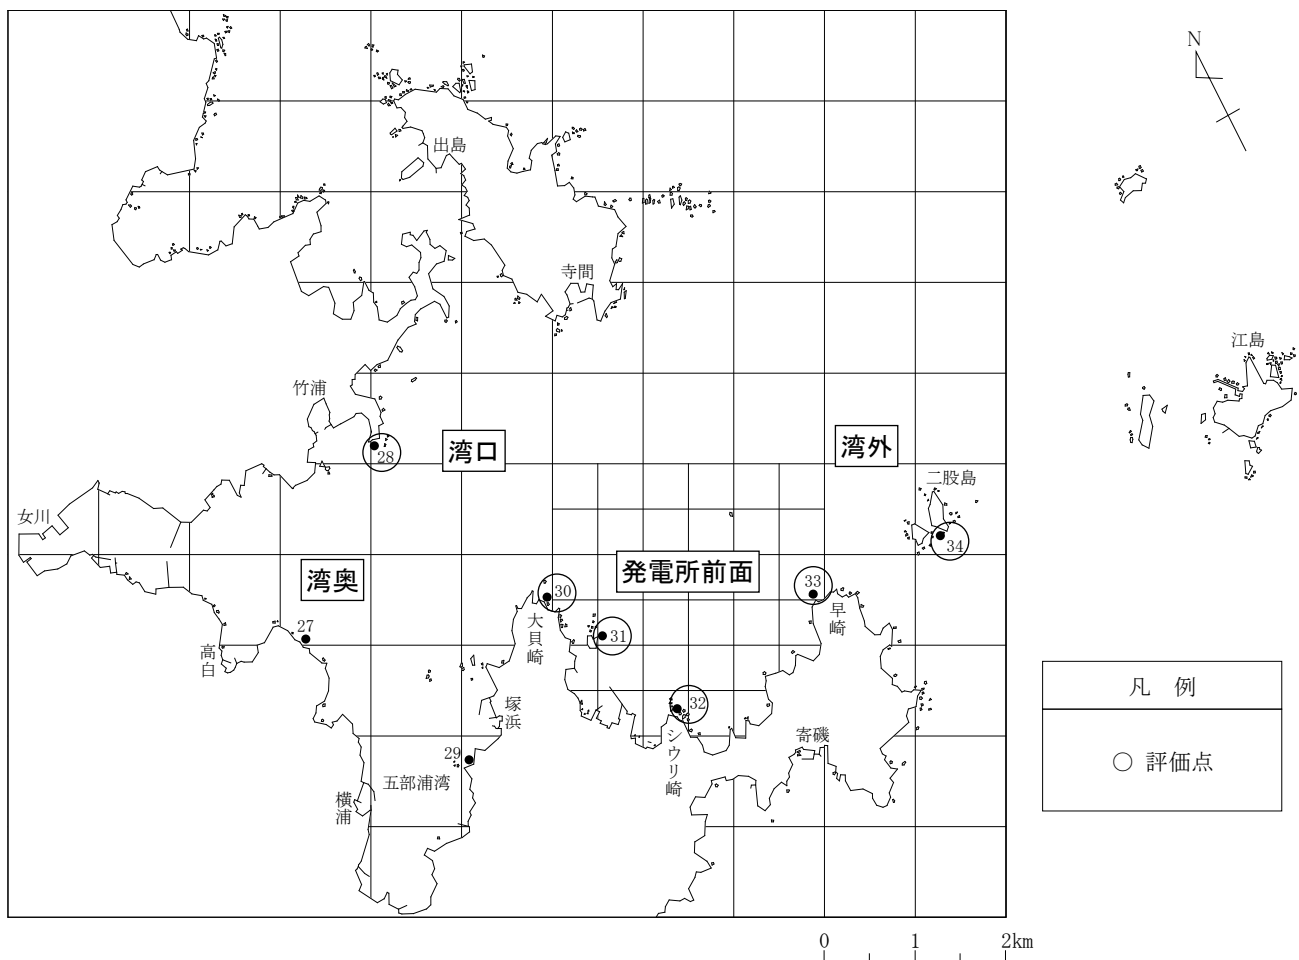 N
出島
寺間
江島
竹浦
湾口
湾外
28
二股島
女川
34
湾奥
発電所前面
30
33
27
大貝崎
31
早崎
高白
凡 例
塚浜
32
寄磯
シウリ崎
29
○ 評価点
五部浦湾
横浦
0 1 2km